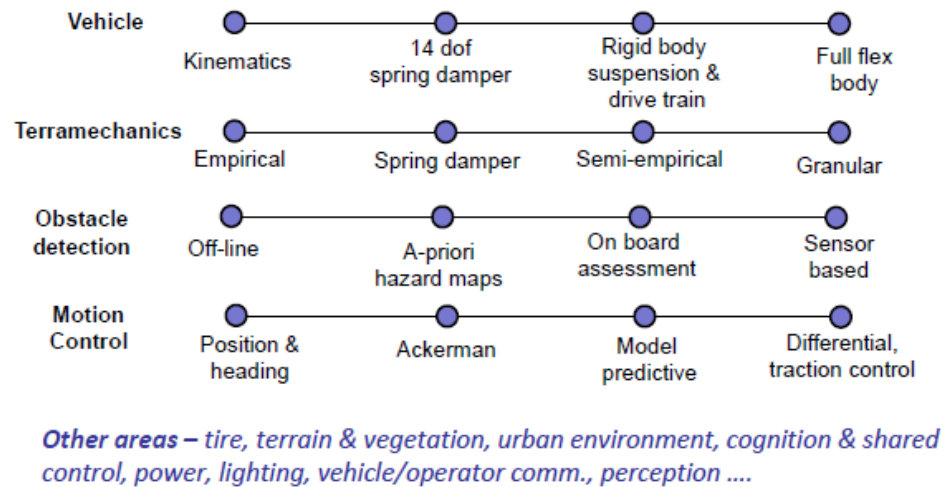 Vehicle
Kinematics
14 dof
spring damper
Rigid body
suspension &
drive train
Full flex
body
Terramechanics
Empirical
Spring damper
Semi-empirical
Granular
Obstacle
detection
Off-line
A-priori
hazard maps
On board
assessment
Sensor
based
Motion
Control
Position &
heading
Ackerman
Model
predictive
Differential,
traction control
Other areas – tire, terrain & vegetation, urban environment, cognition & shared
control, power, lighting, vehicle/operator comm., perception ....